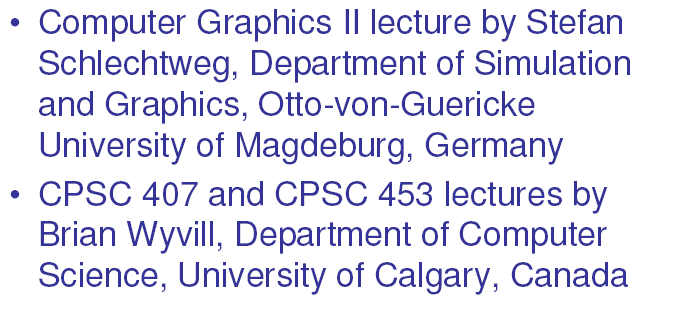 • Computer Graphics II lecture by Stefan
Schlechtweg, Department of Simulation
and Graphics, Otto-von-Guericke
University of Magdeburg, Germany
• CPSC 407 and CPSC 453 lectures by
Brian Wyvill, Department of Computer
Science, University of Calgary, Canada